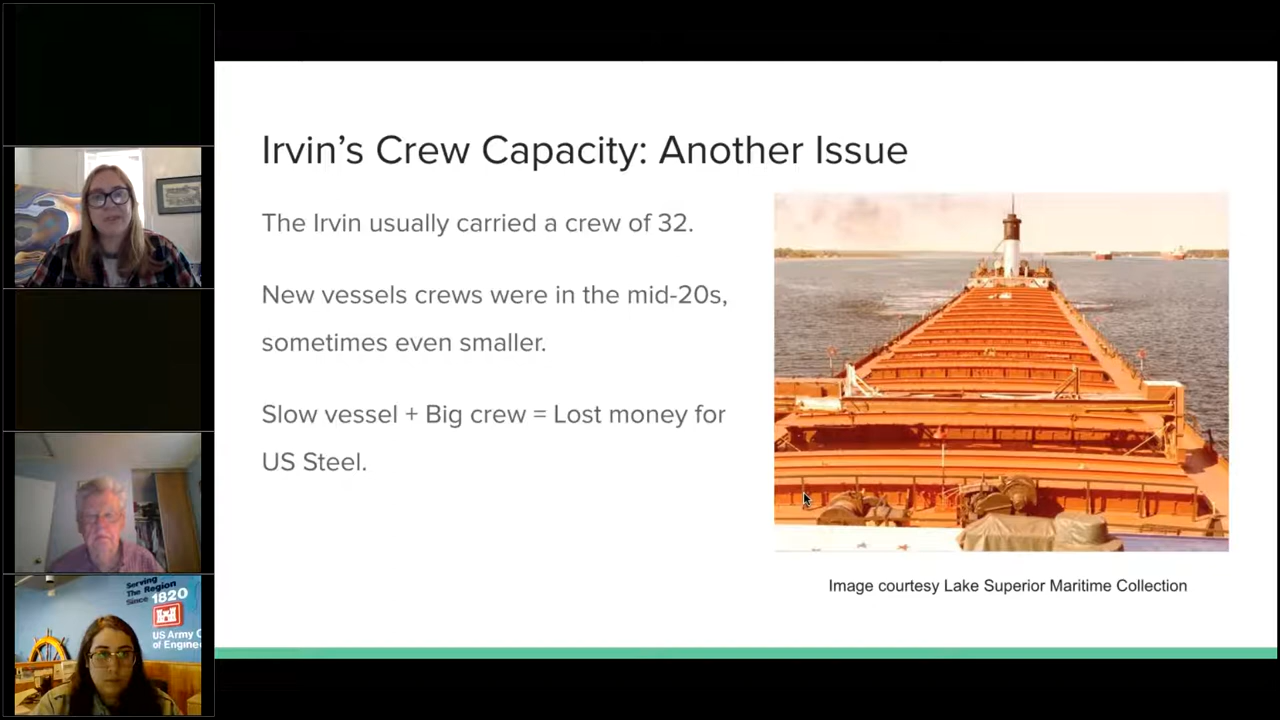 Irvin's Crew Capacity: Another Issue
The Irvin usually carried a crew of 32.
New vessels crews were in the mid-20s,
sometimes even smaller.
Slow vessel + Big crew = Lost money for
US Steel.
Image courtesy Lake Superior Maritime Collection
Serving
The Region
Since 1820
US Army C
of Engine